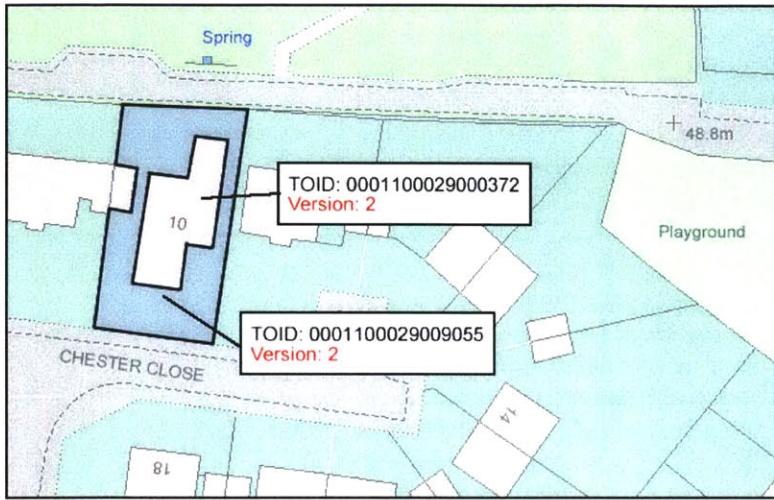 Spring
48.8m
TOID: 0001100029000372
Version: 2
10
Playground
TOID: 0001100029009055
Version: 2
CHESTER CLOSE
14
18